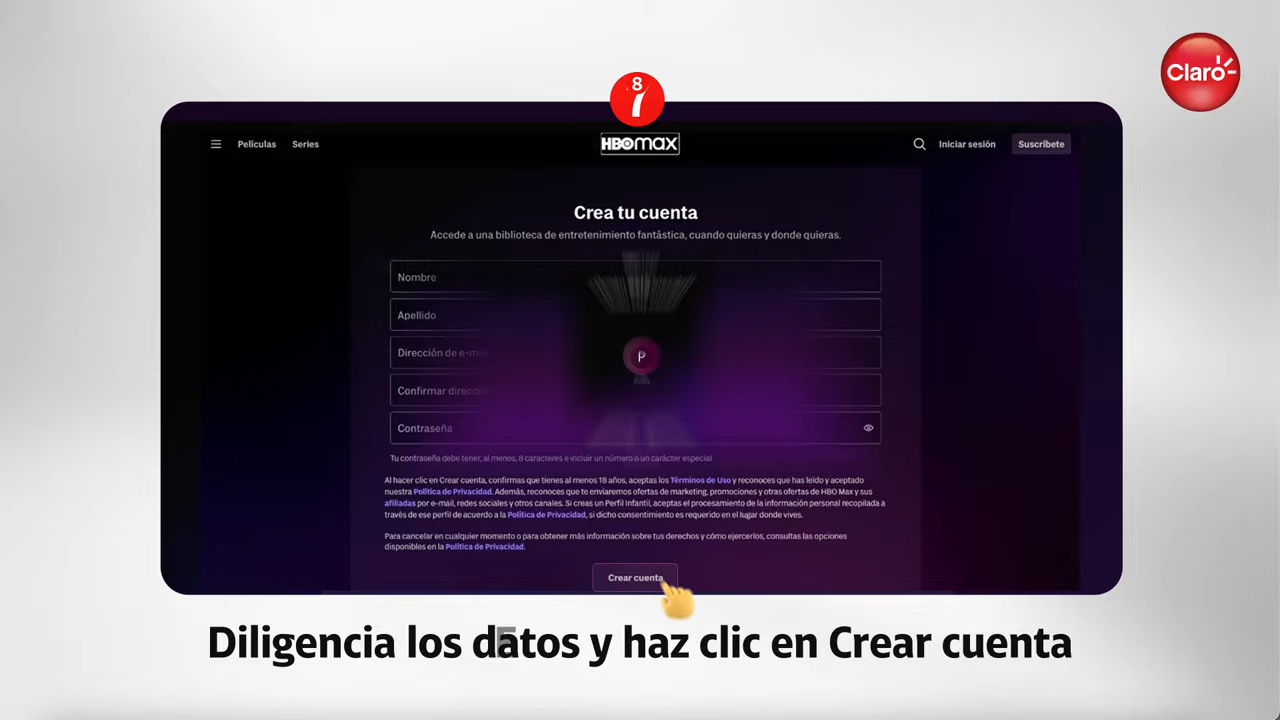 Claro
8
Películas
Series
HBOmax
Iniciar sesión
Suscríbete
Crea tu cuenta
Accede a una biblioteca de entretenimiento fantástica, cuando quieras y donde quieras.
Nombre
Apellido
Dirección de e-m
P
Confirmar direcc
Contraseña
Tu contraseña debe tener, al menos, 8 caracteres e incluir un número o un carácter especial
Al hacer clic en Crear cuenta, confirmas que tienes al menos 18 años, aceptas los Términos de Uso y reconoces que has leído y aceptado
nuestra Política de Privacidad. Además, reconoces que te enviaremos ofertas de marketing, promociones y otras ofertas de HBO Max y sus
afiliadas por e-mail, redes sociales y otros canales. Si creas un Perfil Infantil, aceptas el procesamiento de la información personal recopilada a
través de ese perfil de acuerdo a la Política de Privacidad, si dicho consentimiento es requerido en el lugar donde vives.
Para cancelar en cualquier momento o para obtener más información sobre tus derechos y cómo ejercerlos, consultas las opciones
disponibles en la Política de Privacidad.
Crear cuenta
Diligencia los datos y haz clic en Crear cuenta